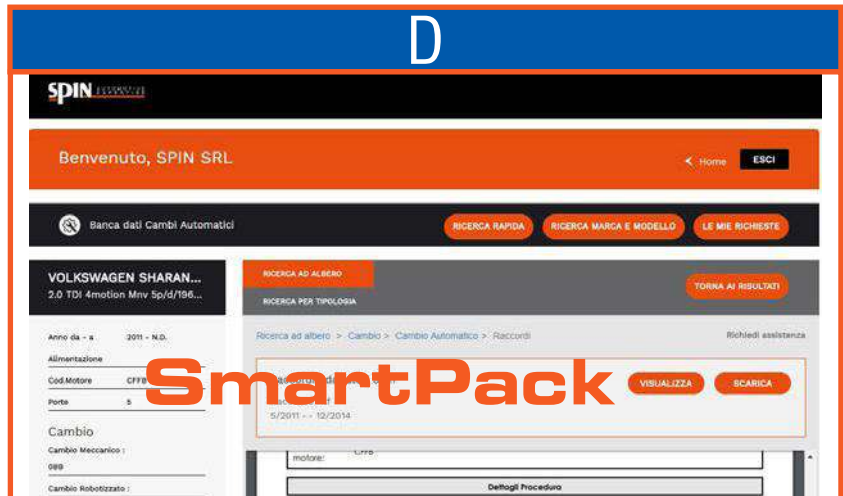 D
SPIN
Benvenuto, SPIN SRL
Home
ESCI
Banca dati Cambi Automatici
RICERCA RAPIDA
RICERCA MARCA E MODELLO
LE MIE RICHIESTE
VOLKSWAGEN SHARAN...
2.0 TDI 4motion Mnv 5p/d/196...
RICERCA AD ALBERO
RICERCA PER TIPOLOGIA
TORNA AI RISULTATI
Anno da - a 2011 - N.D.
Alimentazione
Cod.Motore CFFB
Porte 5
Cambio
Cambio Meccanico :
0BB
Cambio Robotizzato :
Ricerca ad albero > Cambio > Cambio Automatico > Raccordi
Richiedi assistenza
SmartPack
VISUALIZZA
SCARICA
5/2011 - - 12/2014
motore: CFFB
Dettagli Procedura